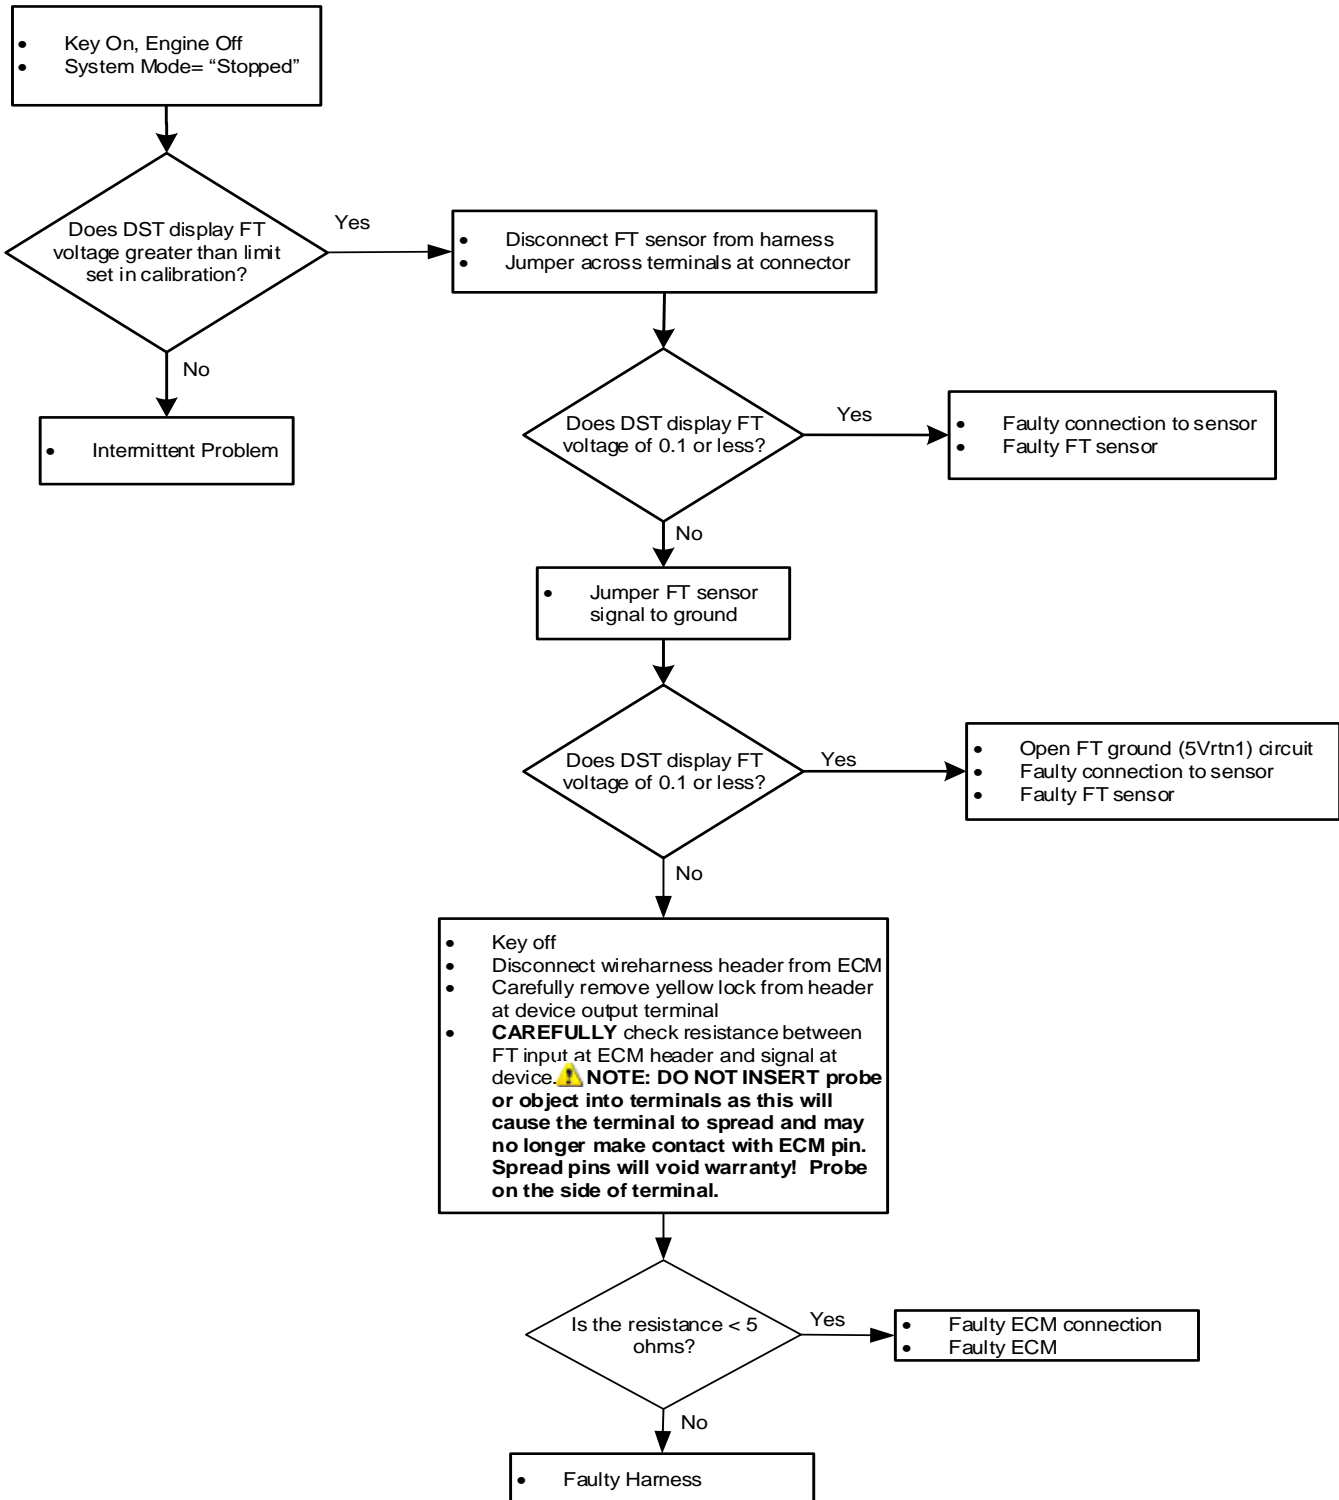 • Key On, Engine Off
• System Mode= “Stopped”
Does DST display FT
voltage greater than limit
set in calibration?
Yes
• Disconnect FT sensor from harness
• Jumper across terminals at connector
No
• Intermittent Problem
Does DST display FT
voltage of 0.1 or less?
Yes
• Faulty connection to sensor
• Faulty FT sensor
No
• Jumper FT sensor
signal to ground
Does DST display FT
voltage of 0.1 or less?
Yes
• Open FT ground (5Vrtn1) circuit
• Faulty connection to sensor
• Faulty FT sensor
No
• Key off
• Disconnect wireharness header from ECM
• Carefully remove yellow lock from header
at device output terminal
• CAREFULLY check resistance between
FT input at ECM header and signal at
device. NOTE: DO NOT INSERT probe
or object into terminals as this will
cause the terminal to spread and may
no longer make contact with ECM pin.
Spread pins will void warranty! Probe
on the side of terminal.
Is the resistance < 5
ohms?
Yes
• Faulty ECM connection
• Faulty ECM
No
• Faulty Harness